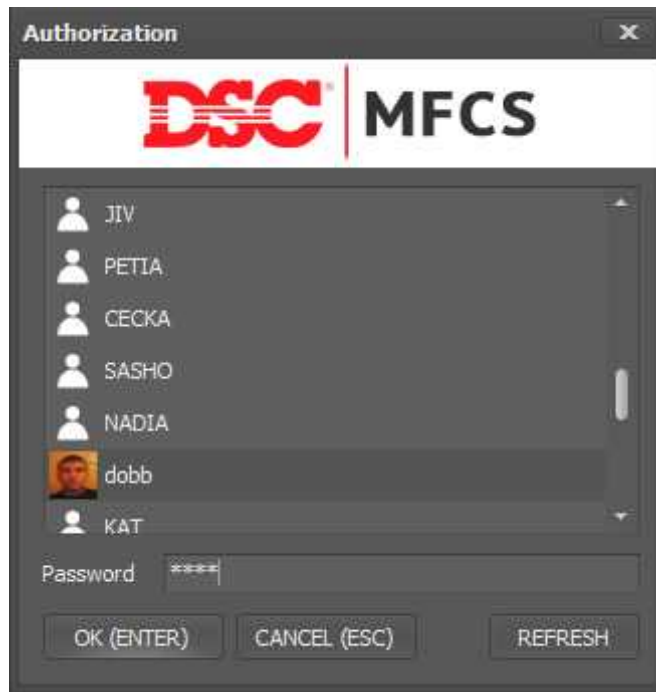 Authorization
DSC® MFCS
JIV
PETIA
CECKA
SASHO
NADIA
dobb
KAT
Password ****
OK (ENTER) CANCEL (ESC) REFRESH